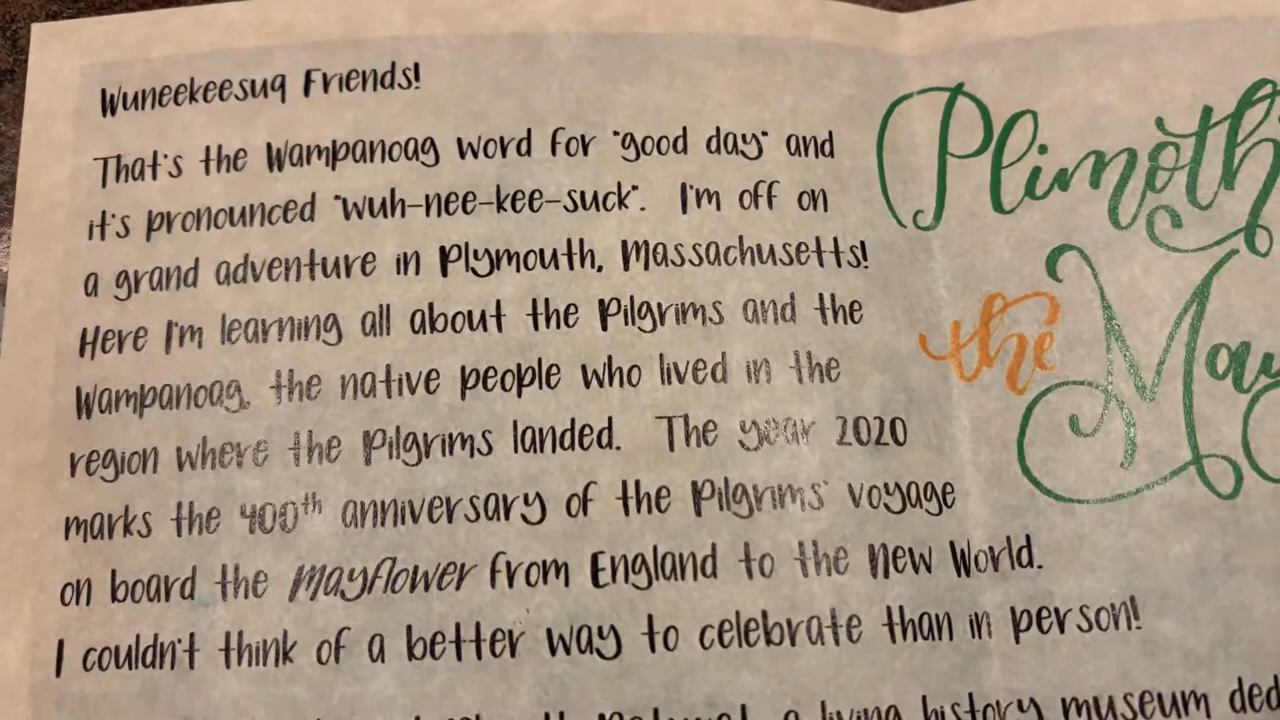 Wuneekeesuq Friends!
That's the Wampanoag word for "good day" and
it's pronounced "wuh-nee-kee-suck". I'm off on
a grand adventure in Plymouth, Massachusetts!
Here I'm learning all about the Pilgrims and the
Wampanoag, the native people who lived in the
region where the Pilgrims landed. The year 2020
marks the 400th anniversary of the Pilgrims' voyage
on board the Mayflower from England to the New World.
I couldn't think of a better way to celebrate than in person!
a living history museum
Plimoth
the